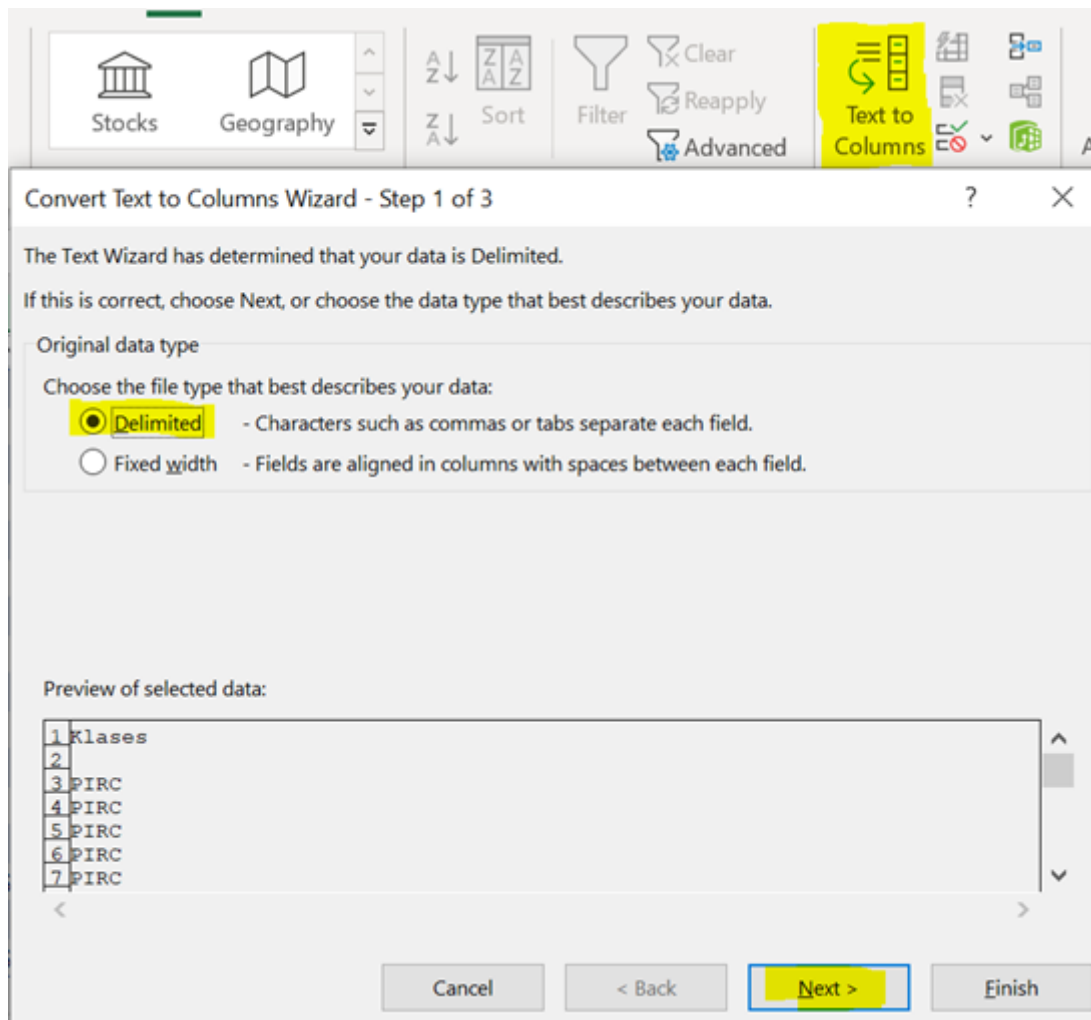 Stocks
Geography
A
Z
Z
A
Z A
A Z
Sort
Filter
Clear
Reapply
Advanced
Text to
Columns
Convert Text to Columns Wizard - Step 1 of 3
?
The Text Wizard has determined that your data is Delimited.
If this is correct, choose Next, or choose the data type that best describes your data.
Original data type
Choose the file type that best describes your data:
Delimited - Characters such as commas or tabs separate each field.
Fixed width - Fields are aligned in columns with spaces between each field.
Preview of selected data:
1 Klases
2
3 PIRC
4 PIRC
5 PIRC
6 PIRC
7 PIRC
Cancel
< Back
Next >
Finish